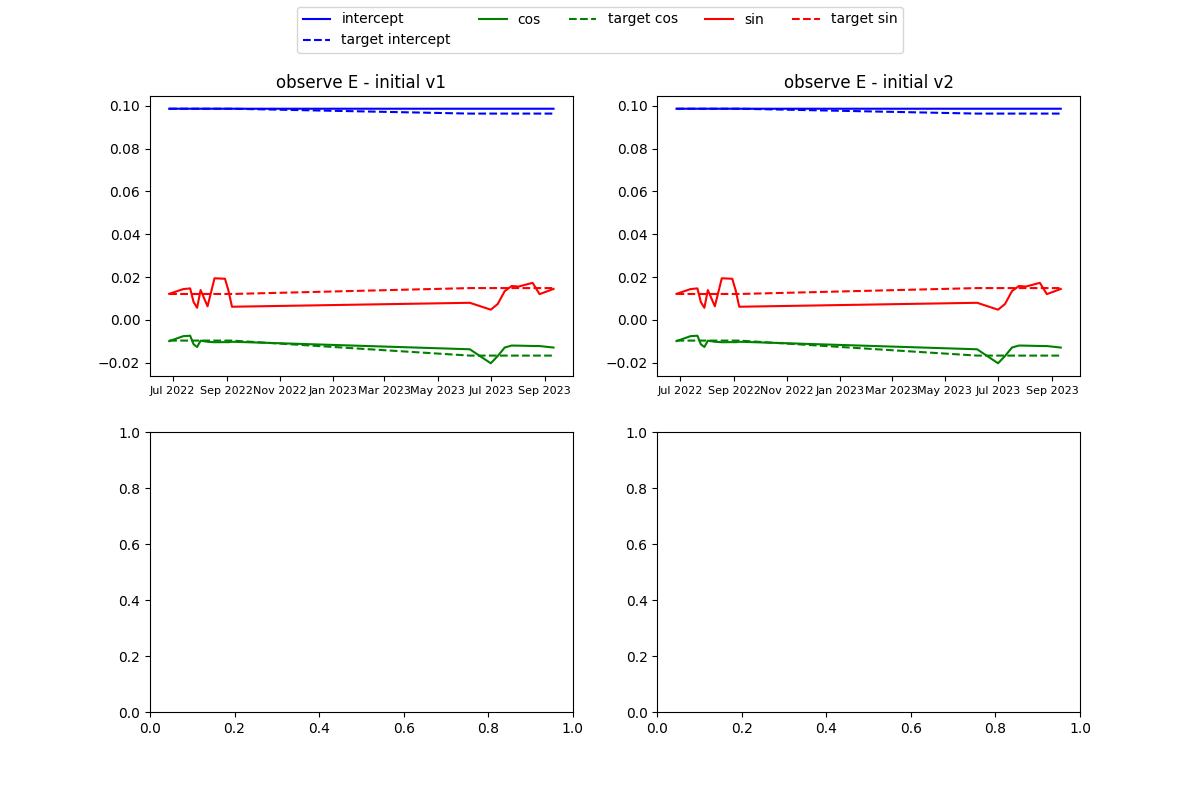 intercept cos target cos sin target sin
target intercept
observe E - initial v1 observe E - initial v2
0.10 0.10
0.08 0.08
0.06 0.06
0.04 0.04
0.02 0.02
0.00 0.00
−0.02 −0.02
Jul 2022 Sep 2022 Nov 2022 Jan 2023 Mar 2023 May 2023 Jul 2023 Sep 2023 Jul 2022 Sep 2022 Nov 2022 Jan 2023 Mar 2023 May 2023 Jul 2023 Sep 2023
1.0 1.0
0.8 0.8
0.6 0.6
0.4 0.4
0.2 0.2
0.0 0.0
0.0 0.2 0.4 0.6 0.8 1.0 0.0 0.2 0.4 0.6 0.8 1.0